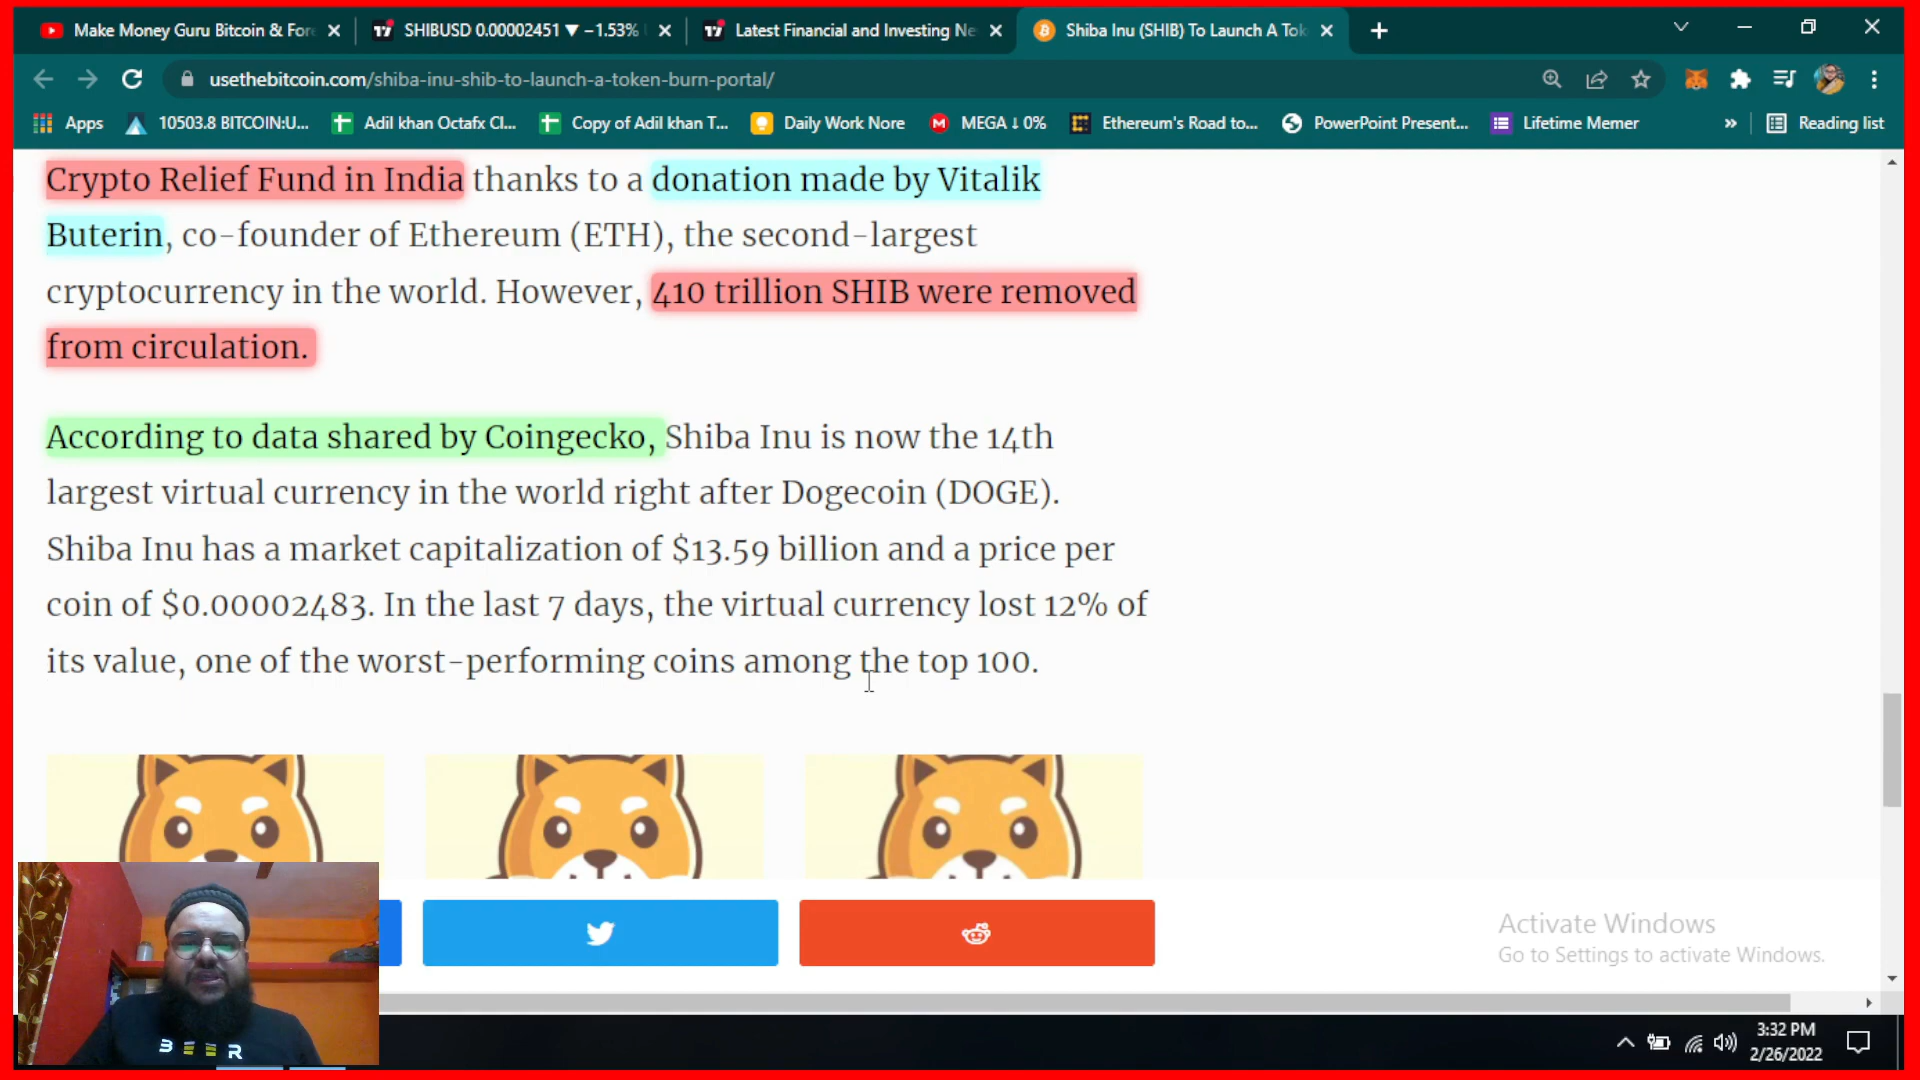 Make Money Guru Bitcoin & For
SHIBUSD 0.00002451 ▼ −1.53%
Latest Financial and Investing Ne
Shiba Inu (SHIB) To Launch A Tok
usethebitcoin.com/shiba-inu-shib-to-launch-a-token-burn-portal/
Apps
10503.8 BITCOIN:U...
Adil khan Octafx Cl...
Copy of Adil khan T...
Daily Work Nore
MEGA ↓ 0%
Ethereum's Road to...
PowerPoint Present...
Lifetime Memer
»
Reading list
Crypto Relief Fund in India thanks to a donation made by Vitalik
Buterin, co-founder of Ethereum (ETH), the second-largest
cryptocurrency in the world. However, 410 trillion SHIB were removed
from circulation.
According to data shared by Coingecko, Shiba Inu is now the 14th
largest virtual currency in the world right after Dogecoin (DOGE).
Shiba Inu has a market capitalization of $13.59 billion and a price per
coin of $0.00002483. In the last 7 days, the virtual currency lost 12% of
its value, one of the worst-performing coins among the top 100.
Activate Windows
Go to Settings to activate Windows.
3:32 PM
2/26/2022